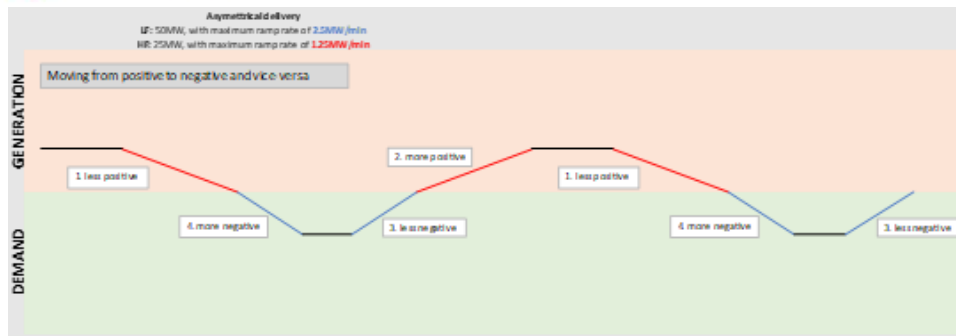 Asymettrical delivery
LF: 50MW, with maximum ramp rate of 2.5MW/min
HF: 25MW, with maximum ramp rate of 1.25MW/min
Moving from positive to negative and vice versa
GENERATION
2. more positive
1. less positive
1. less positive
4. more negative
3. less negative
4. more negative
3. less negative
DEMAND